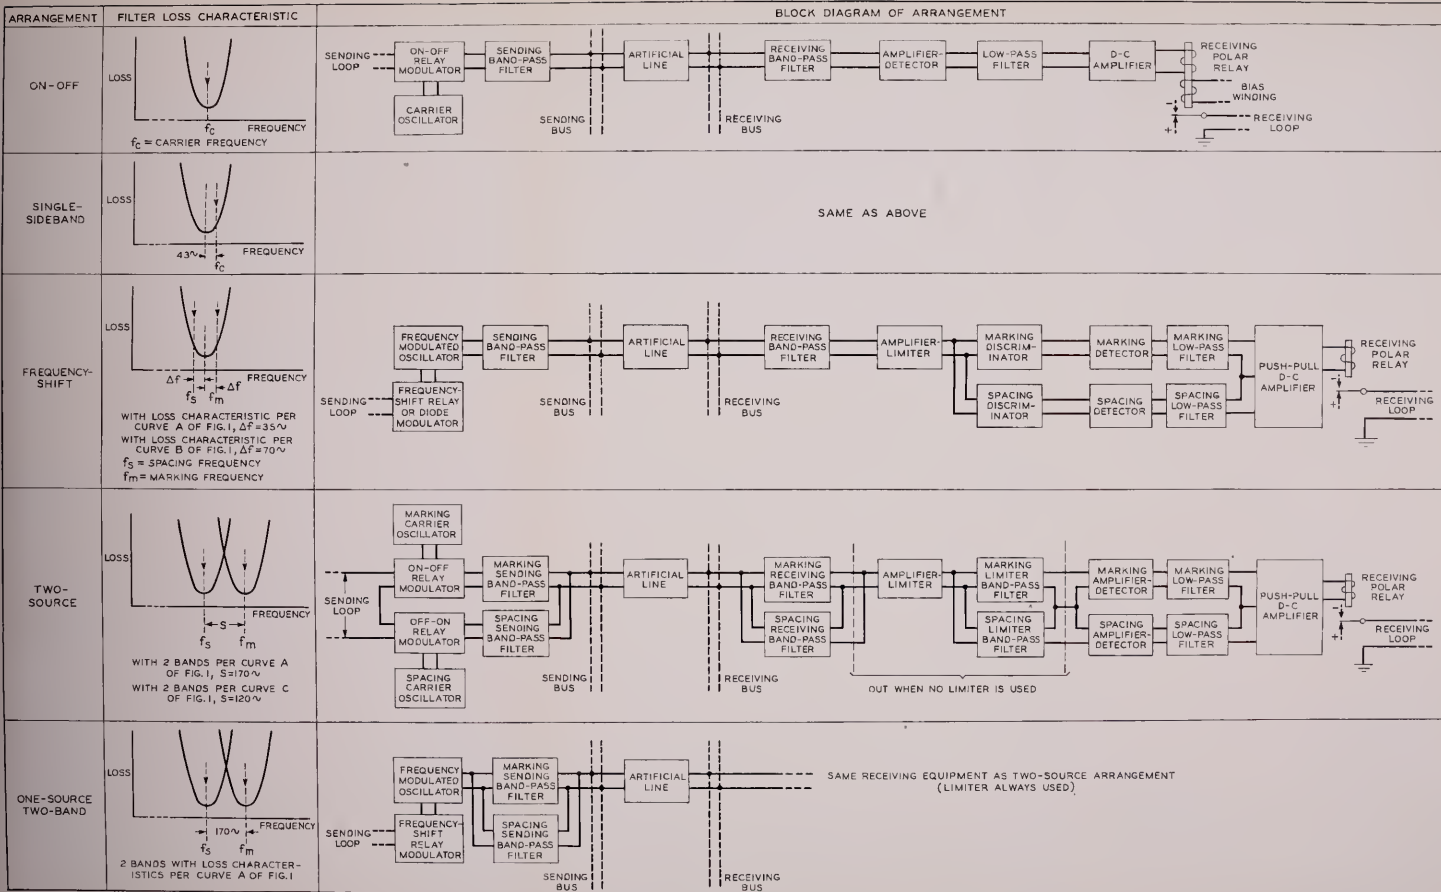 ARRANGEMENT
FILTER LOSS CHARACTERISTIC
BLOCK DIAGRAM OF ARRANGEMENT
ON-OFF
LOSS
fC
FREQUENCY
fC = CARRIER FREQUENCY
SENDING
LOOP
ON-OFF
RELAY
MODULATOR
CARRIER
OSCILLATOR
SENDING
BAND-PASS
FILTER
SENDING
BUS
ARTIFICIAL
LINE
RECEIVING
BUS
RECEIVING
BAND-PASS
FILTER
AMPLIFIER-
DETECTOR
LOW-PASS
FILTER
D-C
AMPLIFIER
RECEIVING
POLAR
RELAY
BIAS
WINDING
-
+
RECEIVING
LOOP
SINGLE-
SIDEBAND
LOSS
FREQUENCY
43~
fC
SAME AS ABOVE
FREQUENCY-
SHIFT
LOSS
FREQUENCY
Δf
Δf
fS
fm
WITH LOSS CHARACTERISTIC PER
CURVE A OF FIG.1, Δf=35~
WITH LOSS CHARACTERISTIC PER
CURVE B OF FIG.1, Δf=70~
fS = SPACING FREQUENCY
fm = MARKING FREQUENCY
FREQUENCY
MODULATED
OSCILLATOR
SENDING
LOOP
FREQUENCY-
SHIFT RELAY
OR DIODE
MODULATOR
SENDING
BAND-PASS
FILTER
SENDING
BUS
ARTIFICIAL
LINE
RECEIVING
BUS
RECEIVING
BAND-PASS
FILTER
AMPLIFIER-
LIMITER
MARKING
DISCRIM-
INATOR
MARKING
DETECTOR
MARKING
LOW-PASS
FILTER
SPACING
DISCRIM-
INATOR
SPACING
DETECTOR
SPACING
LOW-PASS
FILTER
PUSH-PULL
D-C
AMPLIFIER
RECEIVING
POLAR
RELAY
-
+
RECEIVING
LOOP
TWO-
SOURCE
LOSS
FREQUENCY
S
fS
fm
WITH 2 BANDS PER CURVE A
OF FIG.1, S=170~
WITH 2 BANDS PER CURVE C
OF FIG.1, S=120~
MARKING
CARRIER
OSCILLATOR
ON-OFF
RELAY
MODULATOR
SENDING
LOOP
OFF-ON
RELAY
MODULATOR
SPACING
CARRIER
OSCILLATOR
MARKING
SENDING
BAND-PASS
FILTER
SPACING
SENDING
BAND-PASS
FILTER
SENDING
BUS
ARTIFICIAL
LINE
RECEIVING
BUS
MARKING
RECEIVING
BAND-PASS
FILTER
SPACING
RECEIVING
BAND-PASS
FILTER
AMPLIFIER-
LIMITER
MARKING
LIMITER
BAND-PASS
FILTER
SPACING
LIMITER
BAND-PASS
FILTER
OUT WHEN NO LIMITER IS USED
MARKING
AMPLIFIER-
DETECTOR
MARKING
LOW-PASS
FILTER
SPACING
AMPLIFIER-
DETECTOR
SPACING
LOW-PASS
FILTER
PUSH-PULL
D-C
AMPLIFIER
RECEIVING
POLAR
RELAY
-
+
RECEIVING
LOOP
ONE-SOURCE
TWO-BAND
LOSS
FREQUENCY
170~
fS
fm
2 BANDS WITH LOSS CHARACTER-
ISTICS PER CURVE A OF FIG.1
FREQUENCY
MODULATED
OSCILLATOR
SENDING
LOOP
FREQUENCY-
SHIFT
RELAY
MODULATOR
MARKING
SENDING
BAND-PASS
FILTER
SPACING
SENDING
BAND-PASS
FILTER
SENDING
BUS
ARTIFICIAL
LINE
RECEIVING
BUS
SAME RECEIVING EQUIPMENT AS TWO-SOURCE ARRANGEMENT
(LIMITER ALWAYS USED)